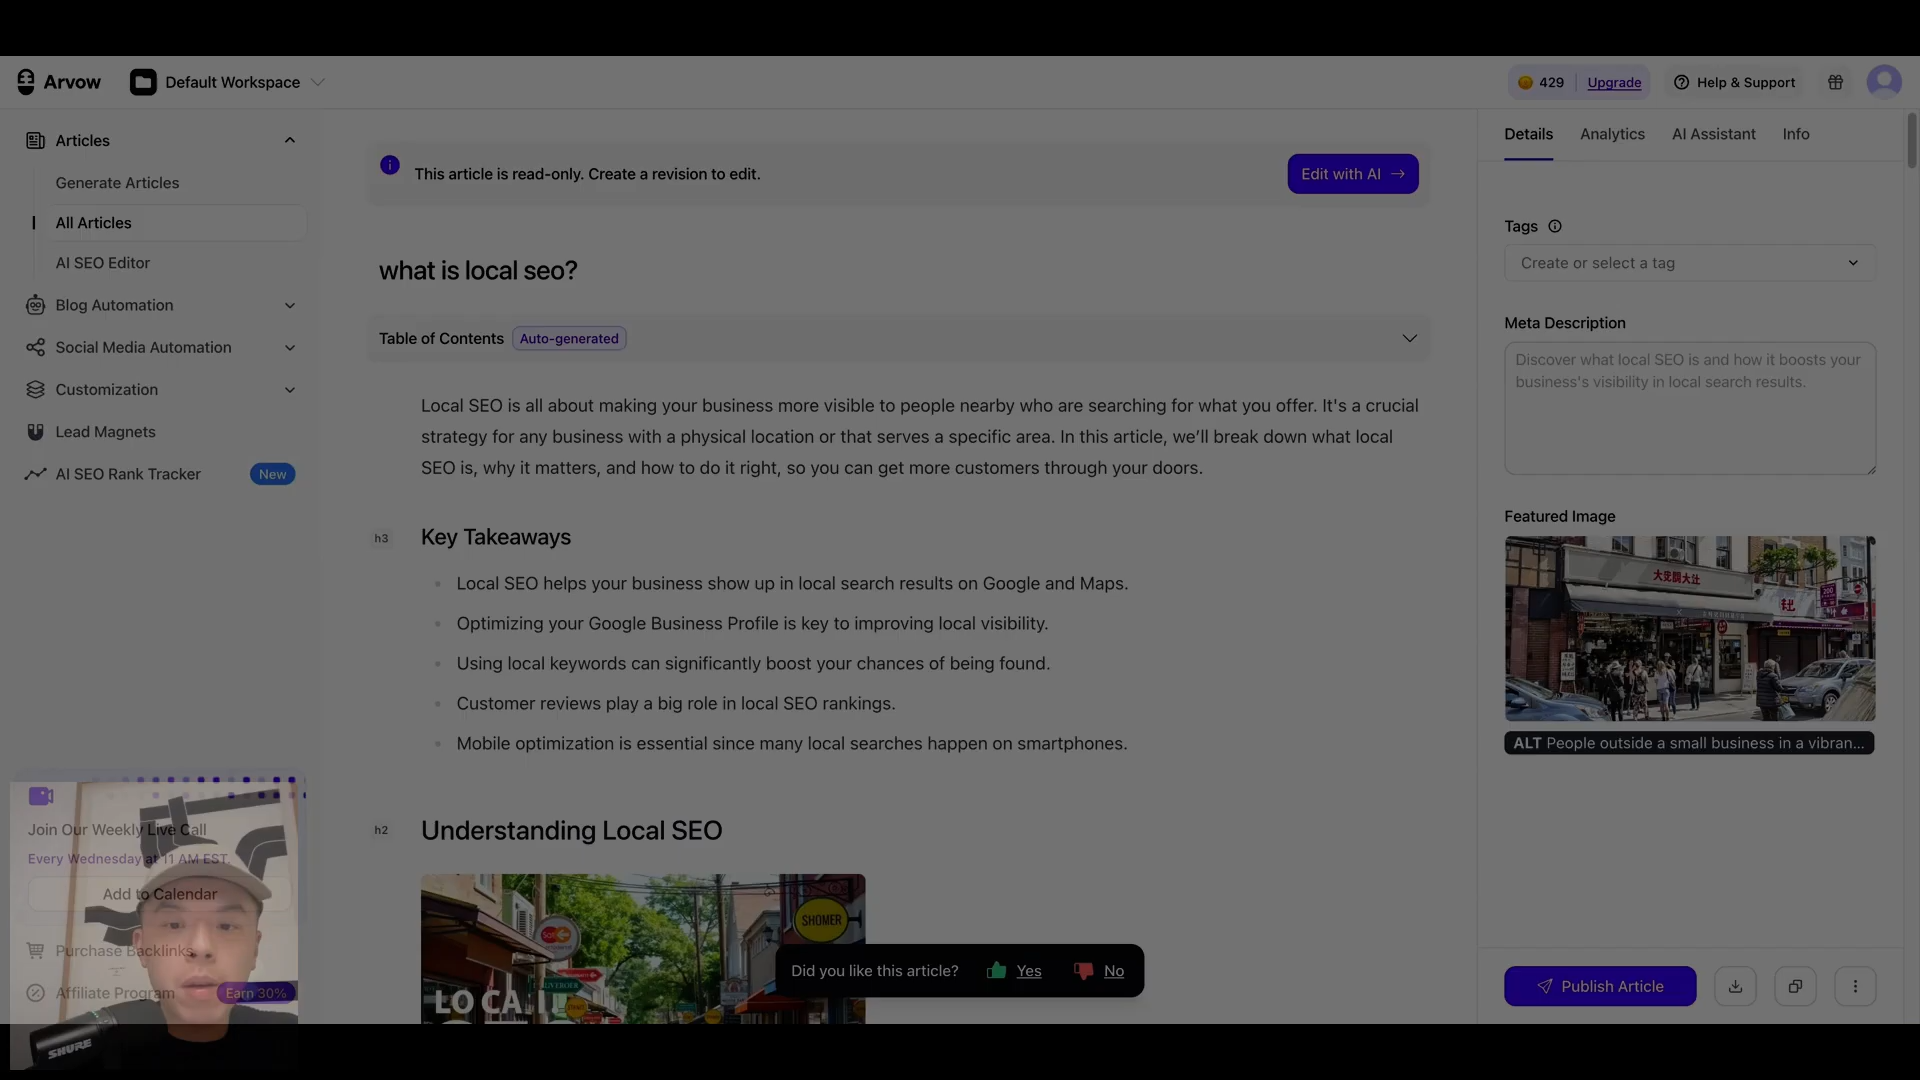 Arvow
Default Workspace
429
Upgrade
Help & Support
Articles
Generate Articles
All Articles
AI SEO Editor
Blog Automation
Social Media Automation
Customization
Lead Magnets
AI SEO Rank Tracker
New
Join Our Weekly Live Call
Every Wednesday at 11 AM EST.
Add to Calendar
Purchase Backlinks
Affiliate Program
Earn 30%
SHURE
This article is read-only. Create a revision to edit.
Edit with AI
what is local seo?
Table of Contents
Auto-generated
Local SEO is all about making your business more visible to people nearby who are searching for what you offer. It's a crucial
strategy for any business with a physical location or that serves a specific area. In this article, we'll break down what local
SEO is, why it matters, and how to do it right, so you can get more customers through your doors.
h3
Key Takeaways
Local SEO helps your business show up in local search results on Google and Maps.
Optimizing your Google Business Profile is key to improving local visibility.
Using local keywords can significantly boost your chances of being found.
Customer reviews play a big role in local SEO rankings.
Mobile optimization is essential since many local searches happen on smartphones.
h2
Understanding Local SEO
SHOMER
Did you like this article?
Yes
No
Details
Analytics
AI Assistant
Info
Tags
Create or select a tag
Meta Description
Discover what local SEO is and how it boosts your
business's visibility in local search results.
Featured Image
ALT People outside a small business in a vibran...
Publish Article